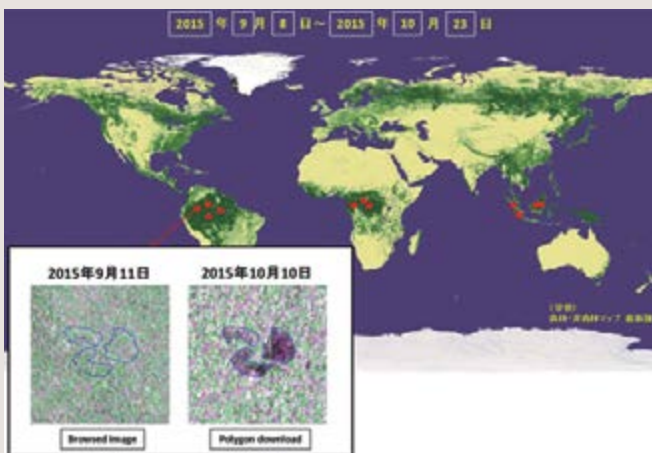 2015 年 9 月 8 日～ 2015 年 10 月 23 日
2015年9月11日
2015年10月10日
Browsed image
Polygon download